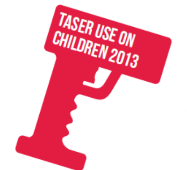 TASER USE ON
CHILDREN 2013